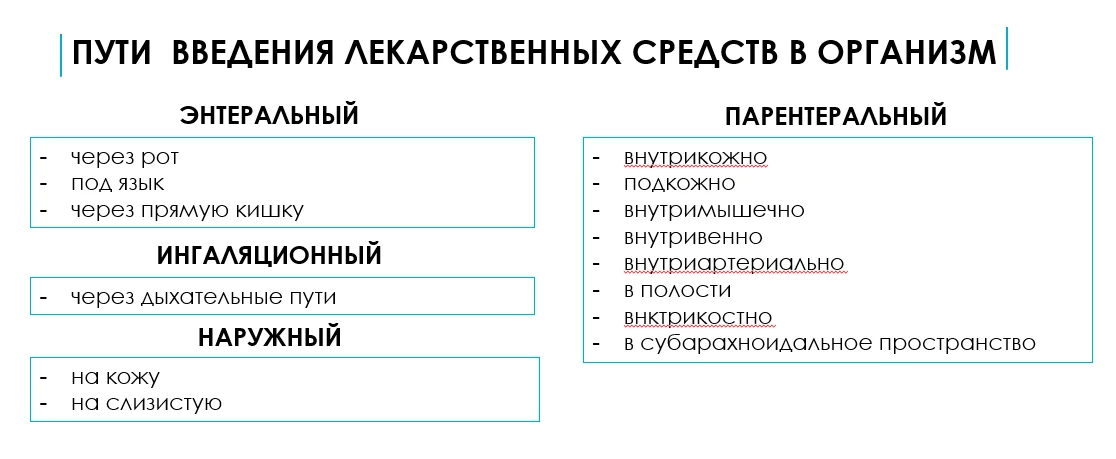 ПУТИ ВВЕДЕНИЯ ЛЕКАРСТВЕННЫХ СРЕДСТВ В ОРГАНИЗМ
ЭНТЕРАЛЬНЫЙ
- через рот
- под язык
- через прямую кишку
ИНГАЛЯЦИОННЫЙ
- через дыхательные пути
НАРУЖНЫЙ
- на кожу
- на слизистую
ПАРЕНТЕРАЛЬНЫЙ
- внутрикожно
- подкожно
- внутримышечно
- внутривенно
- внутриартериально
- в полости
- внктрикостно
- в субарахноидальное пространство